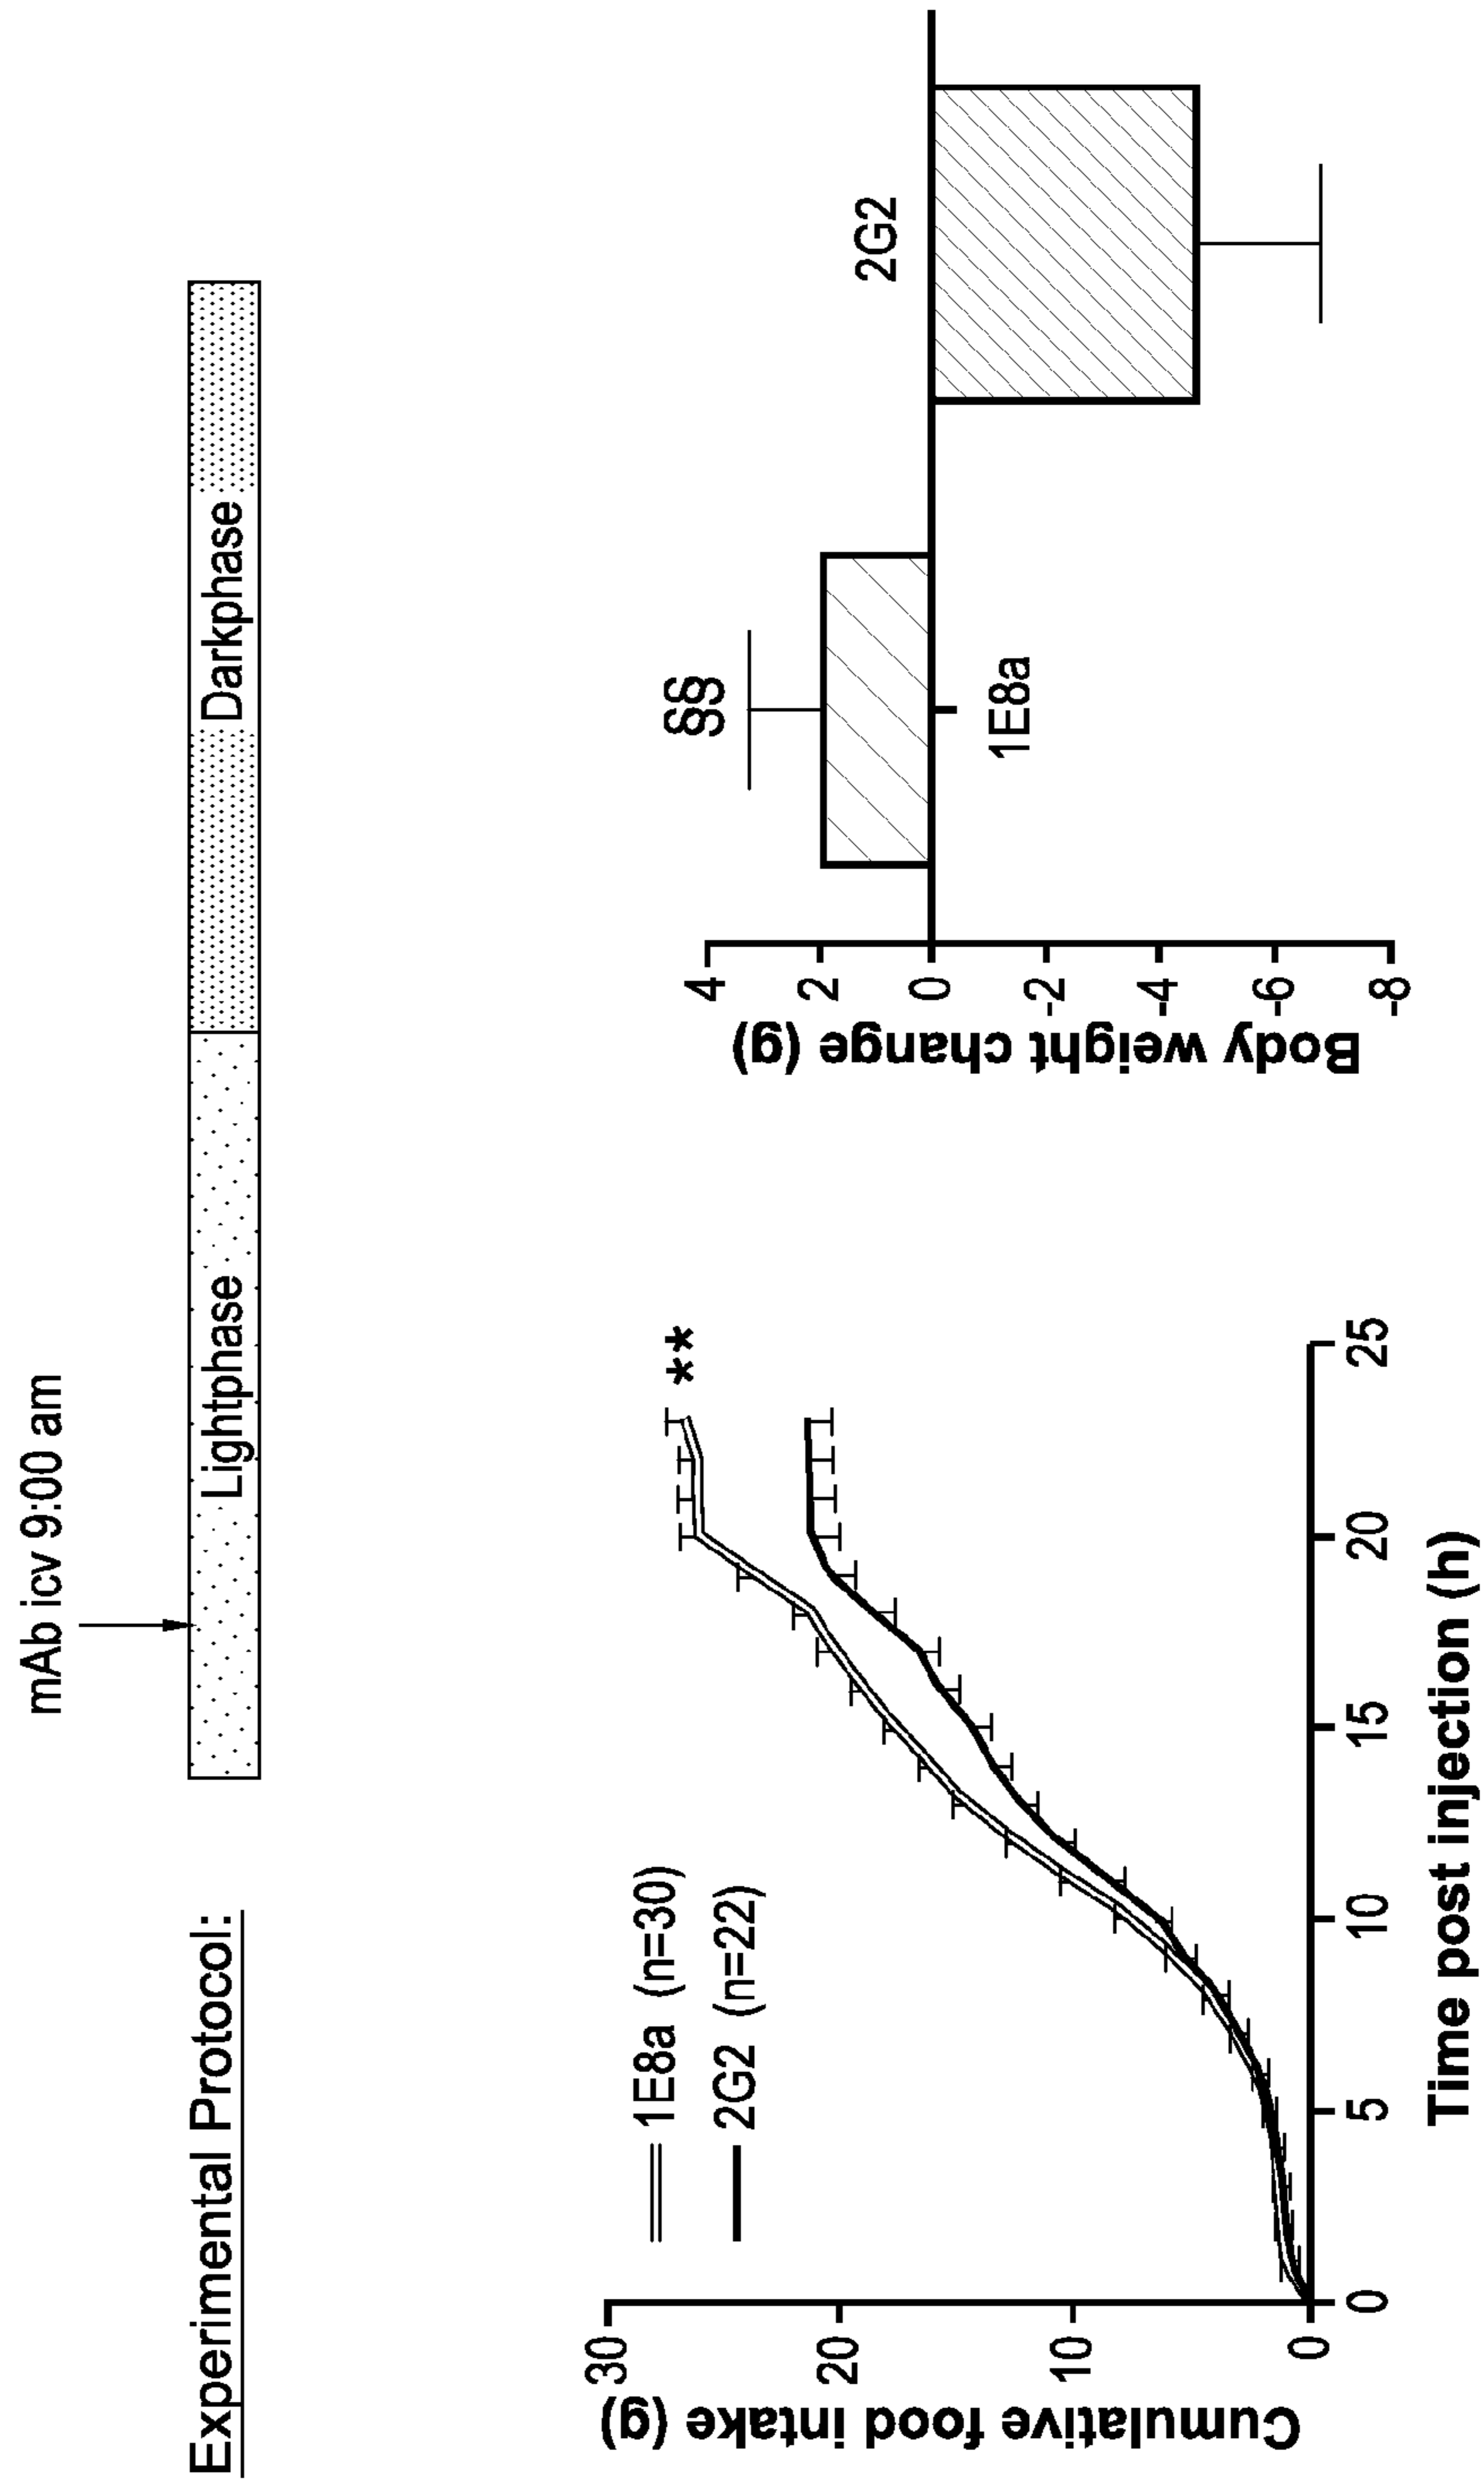 mAb icv 9:00 am
Experimental Protocol:
Lightphase
Darkphase
1E8a (n=30)
2G2 (n=22)
**
30
20
10
0
Cumulative food intake (g)
0
5
10
15
20
25
Time post injection (h)
4
2
0
-2
-4
-6
-8
Body weight change (g)
§§
1E8a
2G2